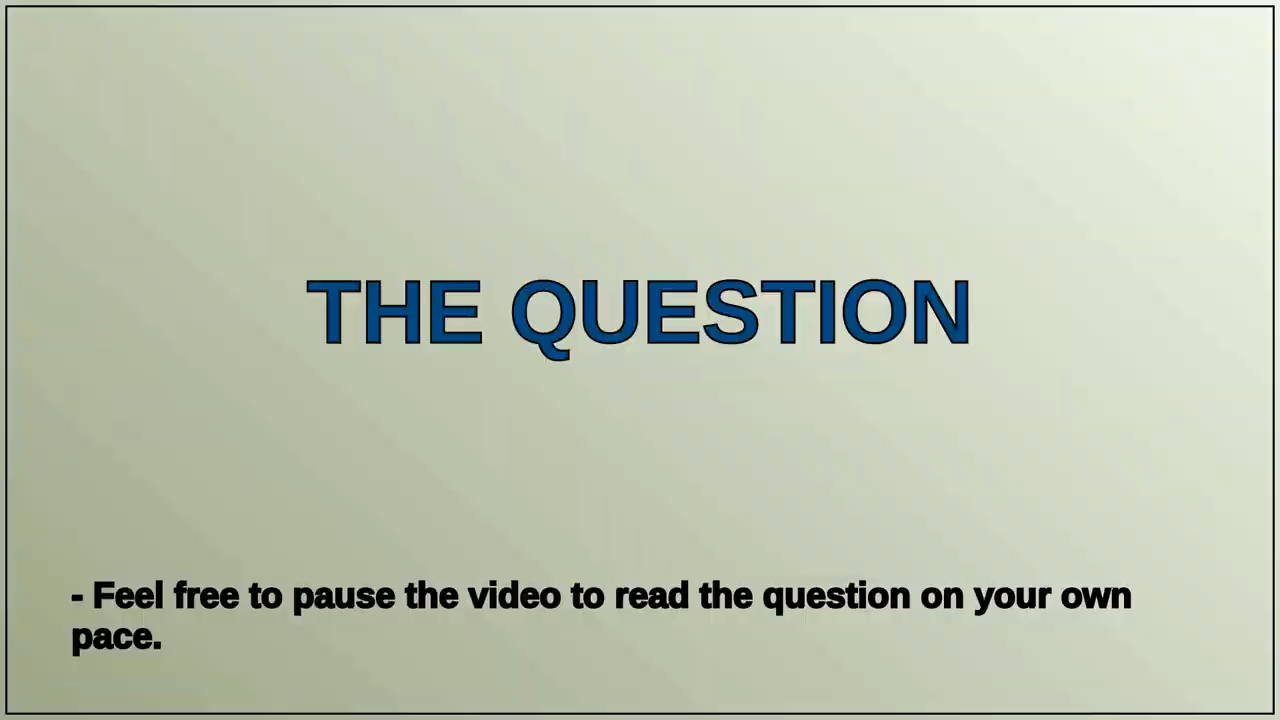 THE QUESTION
- Feel free to pause the video to read the question on your own
pace.